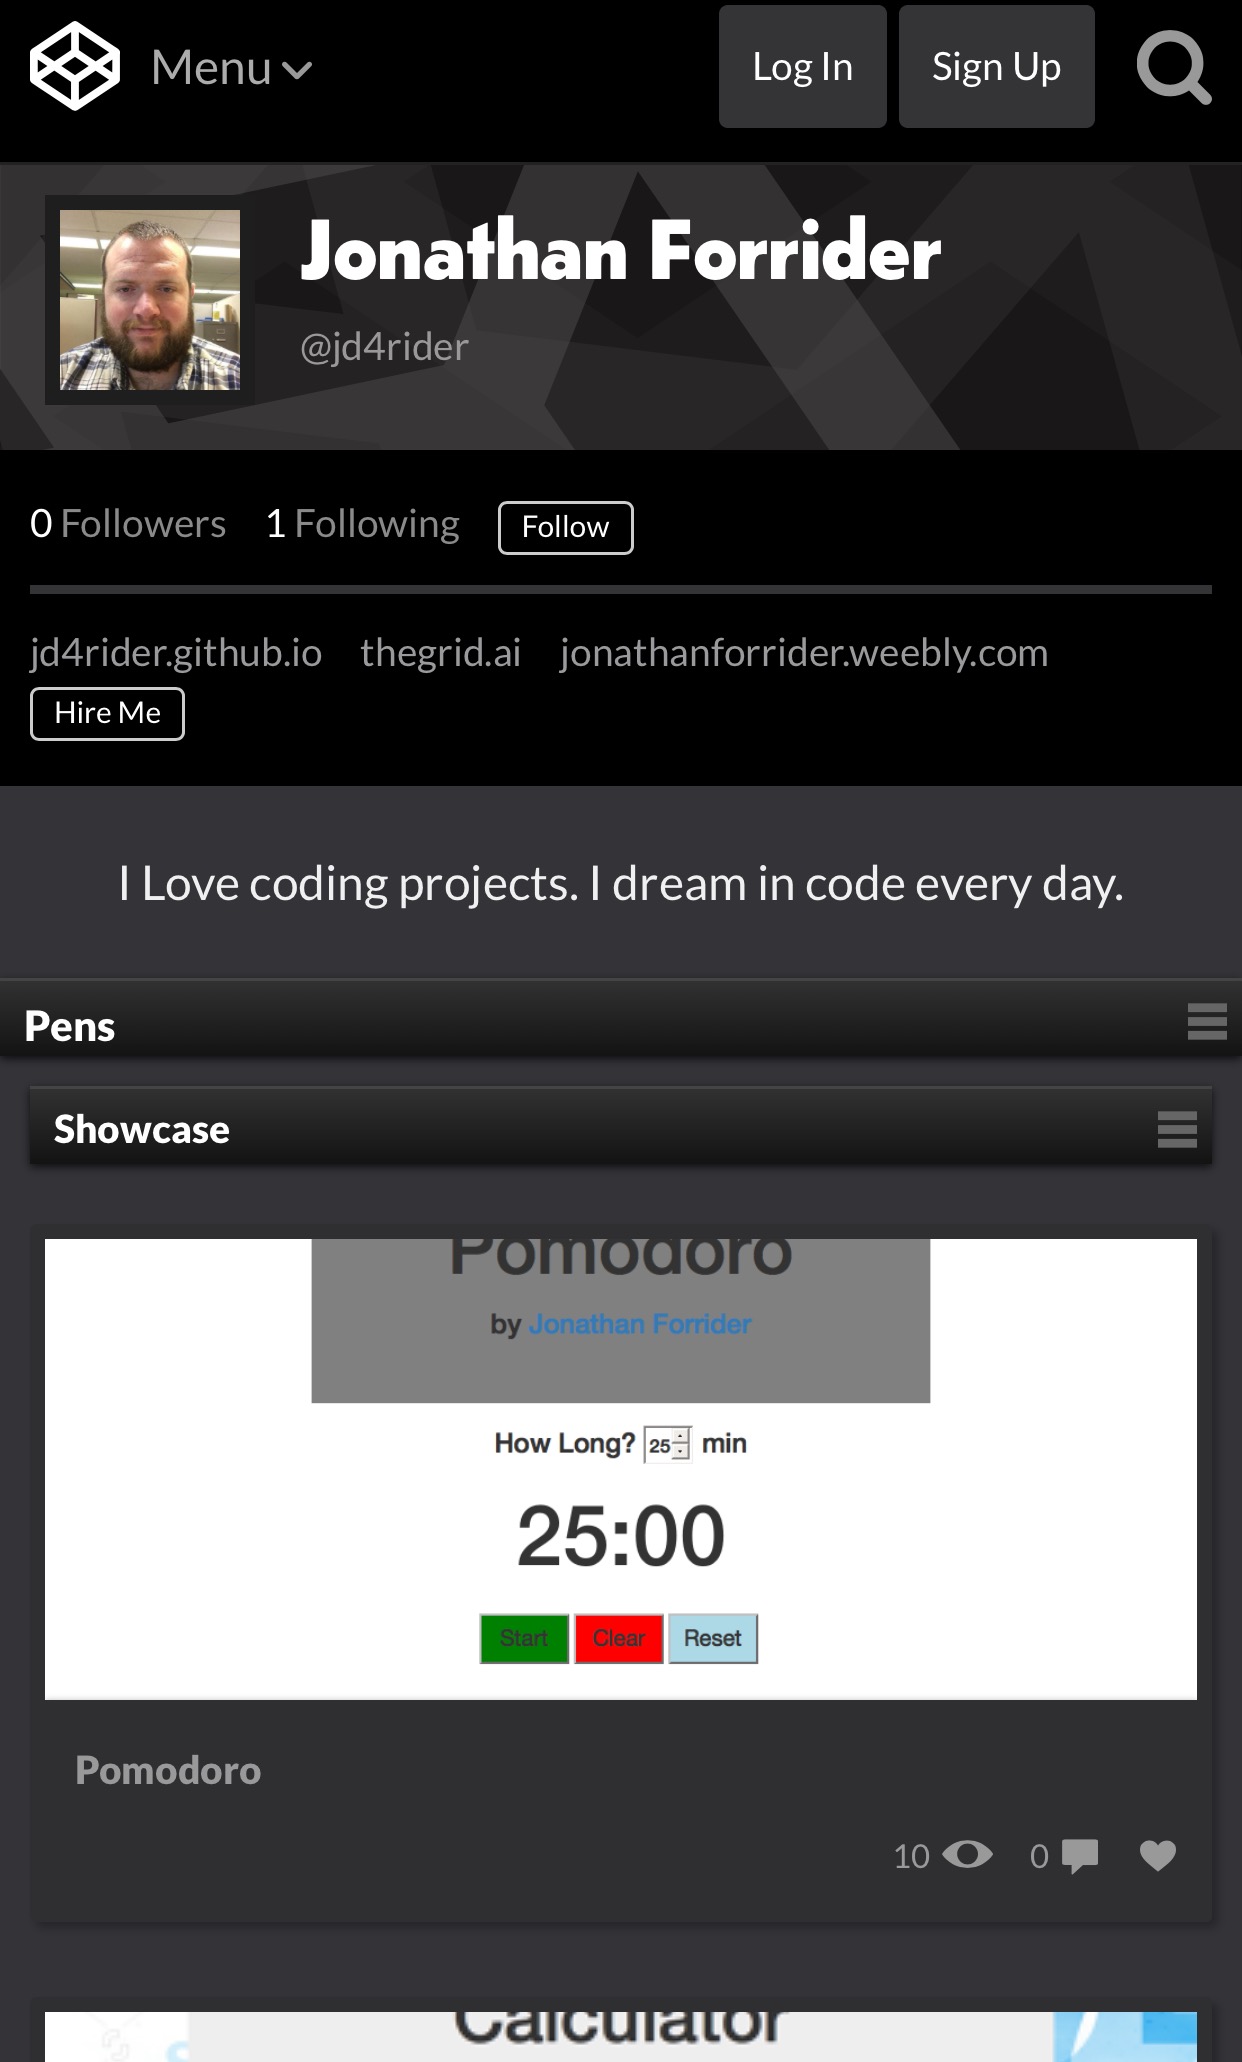 Menu
Log In
Sign Up
Jonathan Forrider
@jd4rider
0 Followers 1 Following Follow
jd4rider.github.io thegrid.ai jonathanforrider.weebly.com
Hire Me
I Love coding projects. I dream in code every day.
Pens
Showcase
Pomodoro
by Jonathan Forrider
How Long? 25 min
25:00
Start Clear Reset
Pomodoro
10 0
Calculator